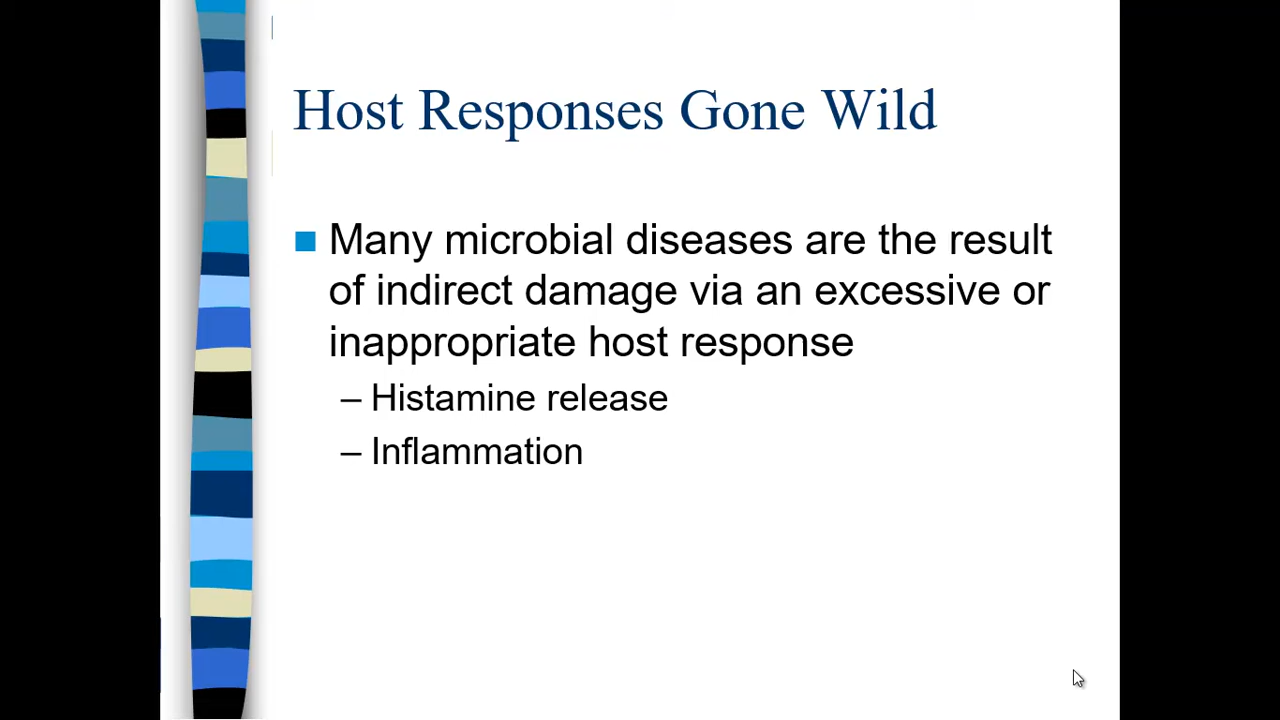 Host Responses Gone Wild
Many microbial diseases are the result
of indirect damage via an excessive or
inappropriate host response
– Histamine release
– Inflammation